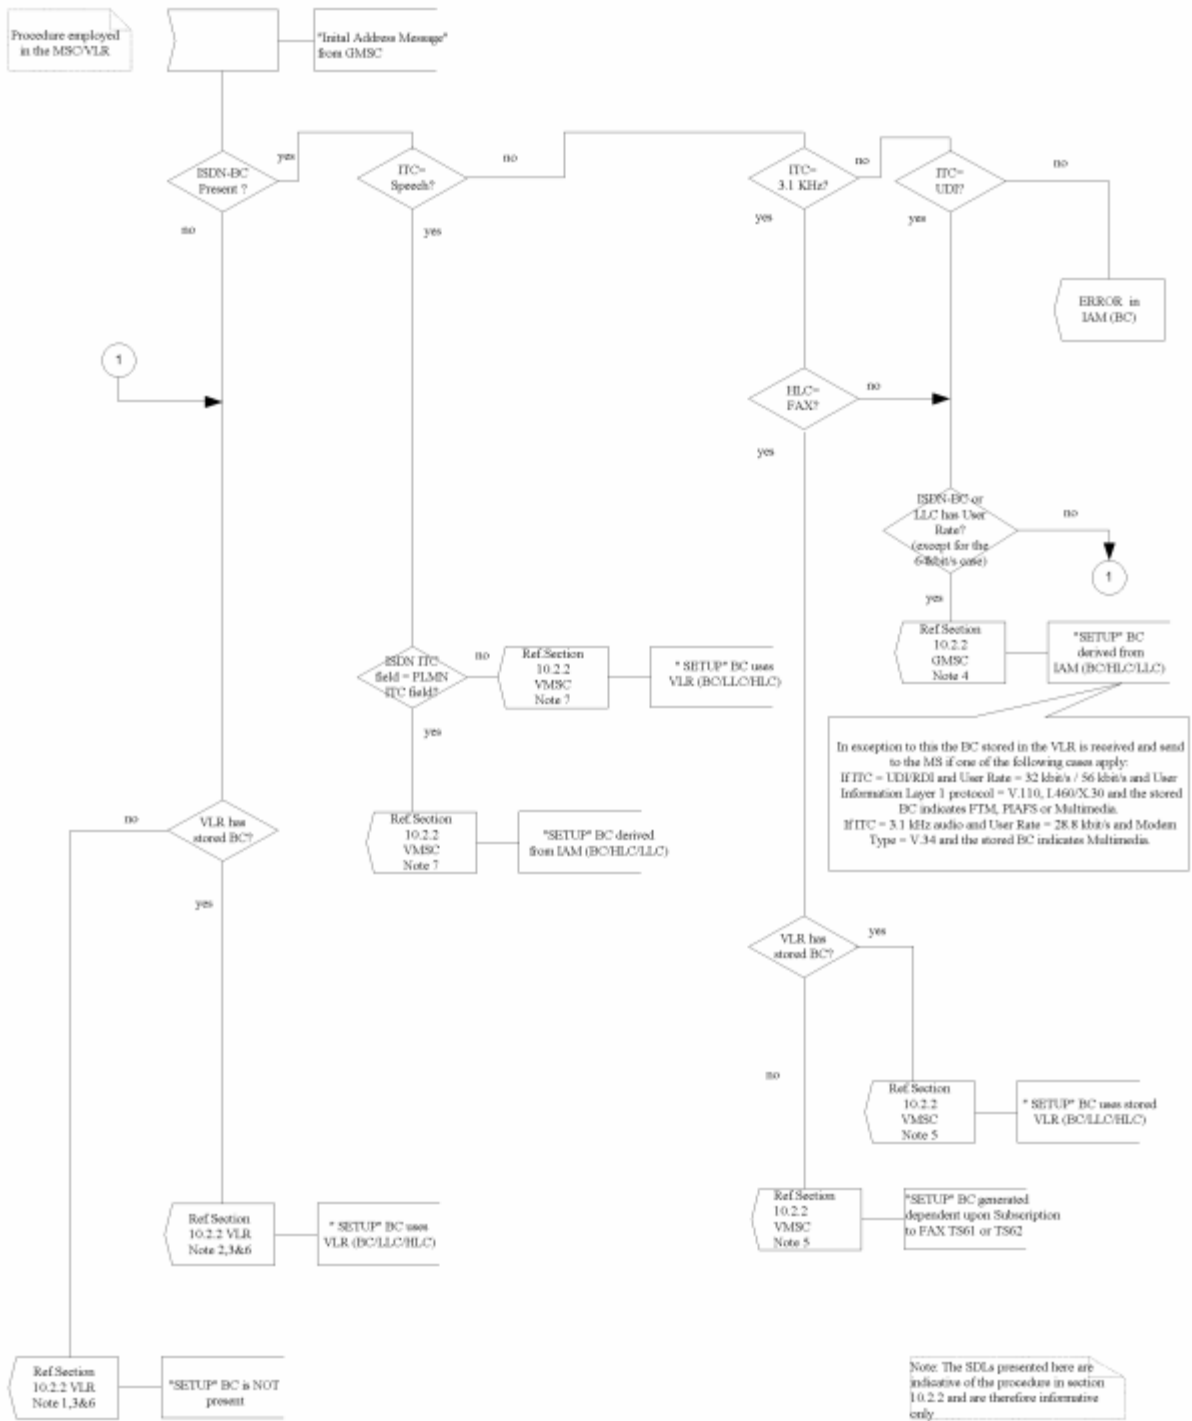 Procedure employed
in the MSC/VLR
"Inital Address Message"
from GMSC
ISDN-BC
Present ?
yes
no
ITC=
Speech?
no
yes
ITC=
3.1 KHz?
no
yes
ITC=
UDI?
no
yes
ERROR in
IAM (BC)
1
HLC=
FAX?
no
yes
ISDN-BC or
LLC has User
Rate?
(except for the
64kbit/s case)
no
1
yes
Ref.Section
10.2.2
GMSC
Note 4
"SETUP" BC
derived from
IAM (BC/HLC/LLC)
ISDN ITC
field = PLMN
ITC field?
no
Ref.Section
10.2.2
VMSC
Note 7
" SETUP" BC uses
VLR (BC/LLC/HLC)
yes
In exception to this the BC stored in the VLR is received and send
to the MS if one of the following cases apply:
If ITC = UDI/RDI and User Rate = 32 kbit/s / 56 kbit/s and User
Information Layer 1 protocol = V.110, I.460/X.30 and the stored
BC indicates FTM, PIAFS or Multimedia.
If ITC = 3.1 kHz audio and User Rate = 28.8 kbit/s and Modem
Type = V.34 and the stored BC indicates Multimedia.
Ref.Section
10.2.2
VMSC
Note 7
"SETUP" BC derived
from IAM (BC/HLC/LLC)
VLR has
stored BC?
no
yes
VLR has
stored BC?
yes
no
Ref.Section
10.2.2
VMSC
Note 5
" SETUP" BC uses stored
VLR (BC/LLC/HLC)
Ref.Section
10.2.2
VMSC
Note 5
"SETUP" BC generated
dependent upon Subscription
to FAX TS61 or TS62
Ref.Section
10.2.2 VLR
Note 2,3&6
" SETUP" BC uses
VLR (BC/LLC/HLC)
Ref.Section
10.2.2 VLR
Note 1,3&6
"SETUP" BC is NOT
present
Note: The SDLs presented here are
indicative of the procedure in section
10.2.2 and are therefore informative
only